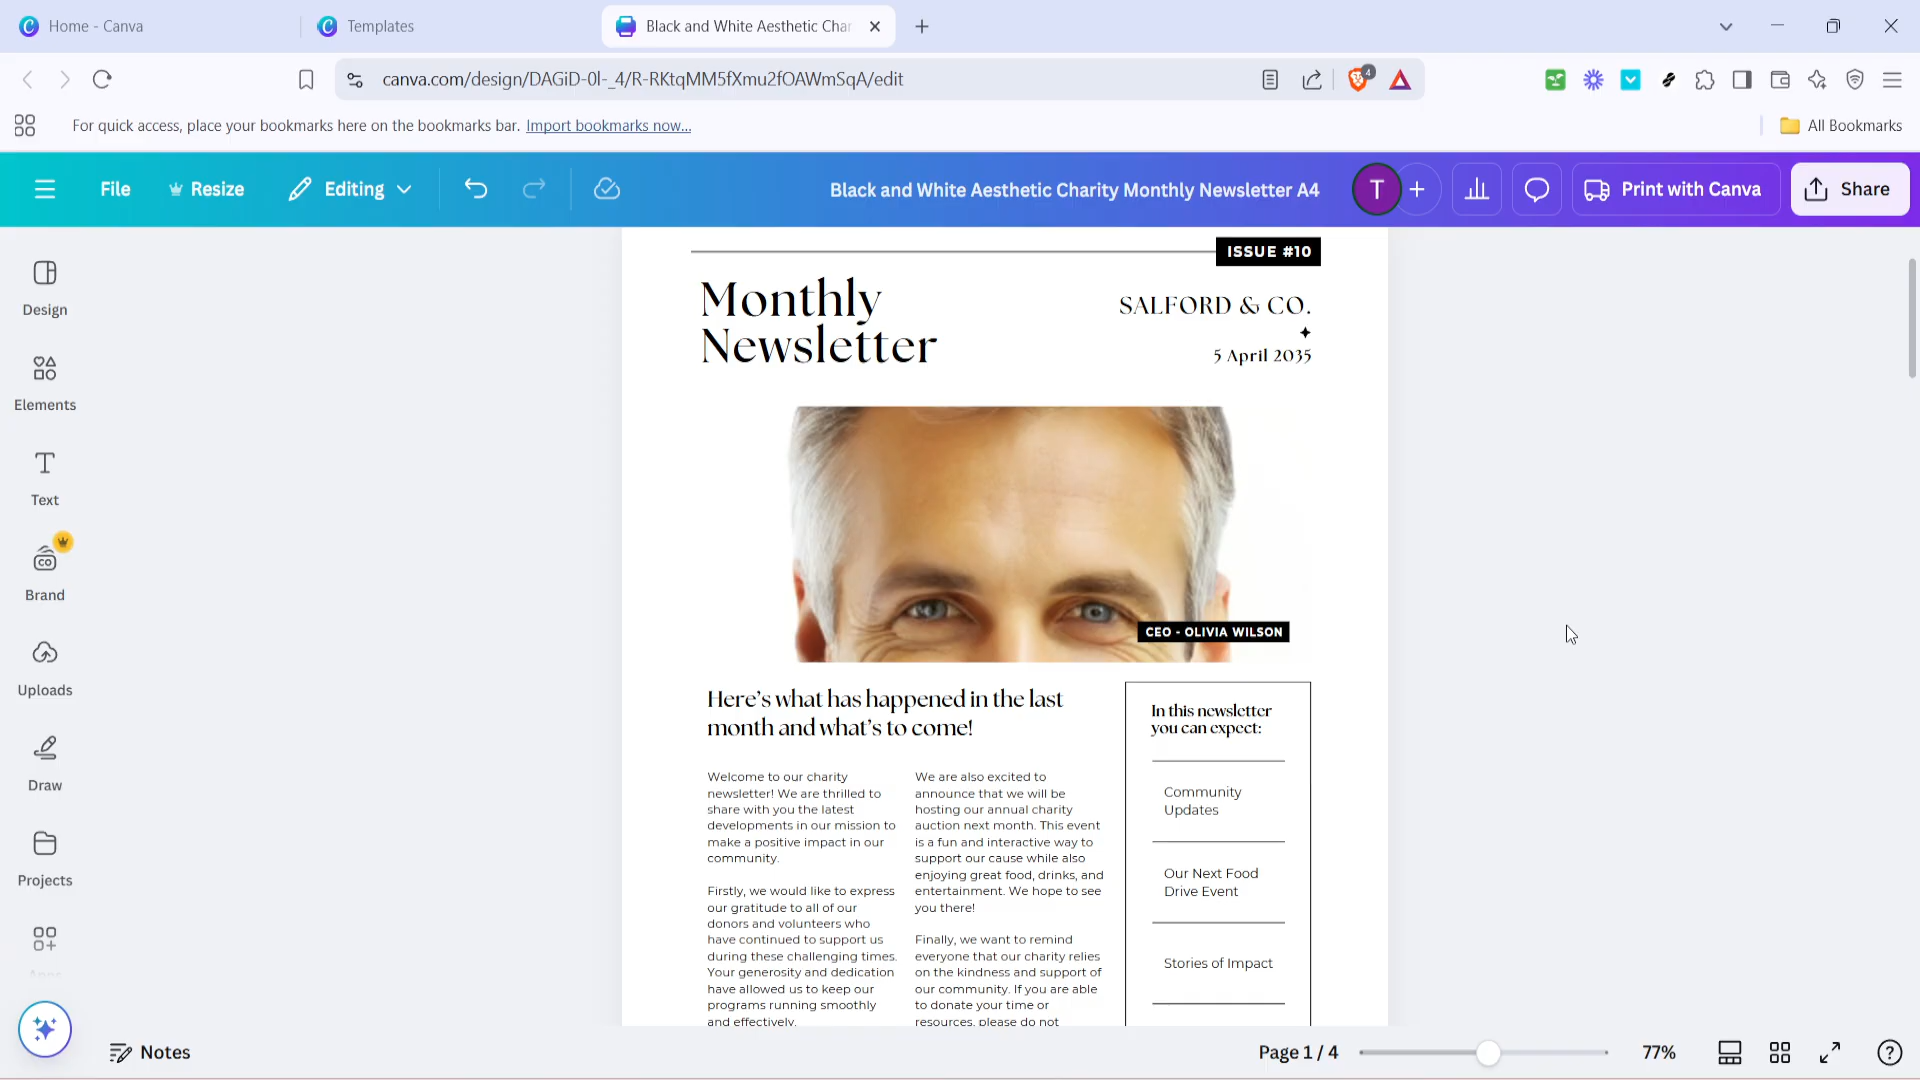 Home - Canva
Templates
Black and White Aesthetic Char
canva.com/design/DAGiD-0l-_4/R-RKtqMM5fXmu2fOAWmSqA/edit
4
For quick access, place your bookmarks here on the bookmarks bar. Import bookmarks now...
All Bookmarks
File
Resize
Editing
Black and White Aesthetic Charity Monthly Newsletter A4
T
Print with Canva
Share
Design
Elements
Text
Brand
Uploads
Draw
Projects
Apps
ISSUE #10
Monthly
Newsletter
SALFORD & CO.
5 April 2035
CEO - OLIVIA WILSON
Here's what has happened in the last
month and what's to come!
Welcome to our charity
newsletter! We are thrilled to
share with you the latest
developments in our mission to
make a positive impact in our
community.
Firstly, we would like to express
our gratitude to all of our
donors and volunteers who
have continued to support us
during these challenging times.
Your generosity and dedication
have allowed us to keep our
programs running smoothly
and effectively.
We are also excited to
announce that we will be
hosting our annual charity
auction next month. This event
is a fun and interactive way to
support our cause while also
enjoying great food, drinks, and
entertainment. We hope to see
you there!
Finally, we want to remind
everyone that our charity relies
on the kindness and support of
our community. If you are able
to donate your time or
resources, please do not
In this newsletter
you can expect:
Community
Updates
Our Next Food
Drive Event
Stories of Impact
Notes
Page 1 / 4
77%